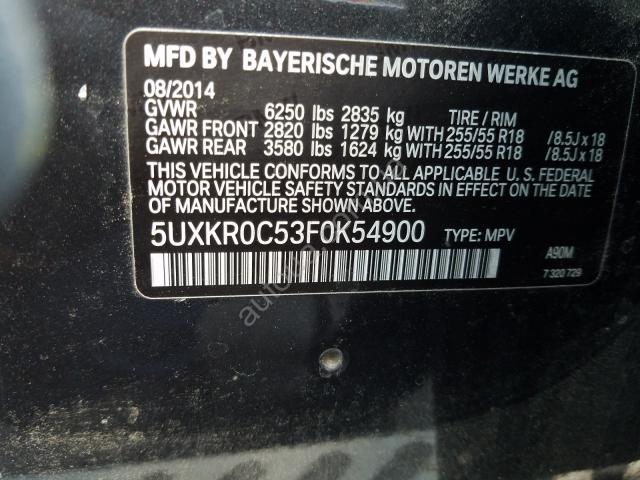 MFD BY BAYERISCHE MOTOREN WERKE AG
08/2014
GVWR 6250 lbs 2835 kg TIRE / RIM
GAWR FRONT 2820 lbs 1279 kg WITH 255/55 R18 /8.5J x 18
GAWR REAR 3580 lbs 1624 kg WITH 255/55 R18 /8.5J x 18
THIS VEHICLE CONFORMS TO ALL APPLICABLE U. S. FEDERAL
MOTOR VEHICLE SAFETY STANDARDS IN EFFECT ON THE
DATE OF MANUFACTURE SHOWN ABOVE.
5UXKR0C53F0K54900 TYPE: MPV
A90M
7 320 729